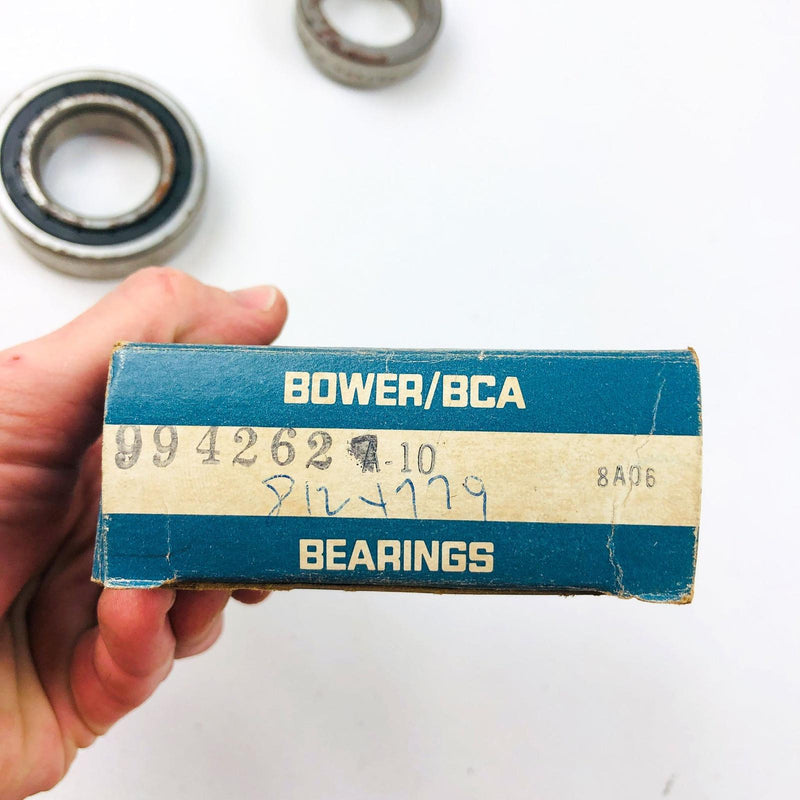 BOWER/BCA
994262 A-10
8A06
8124779
BEARINGS